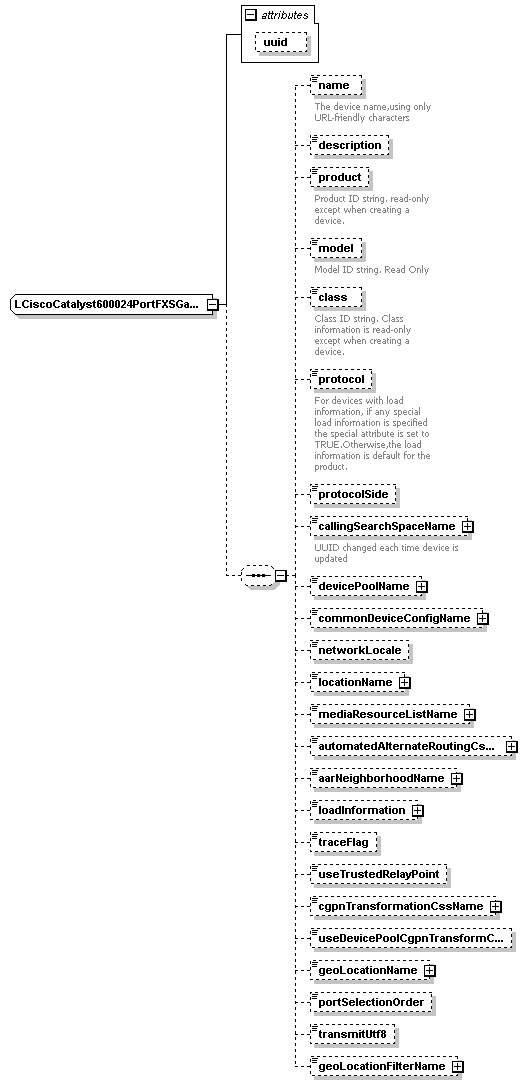 attributes
uuid
name
The device name,using only
URL-friendly characters
description
product
Product ID string. read-only
except when creating a
device.
model
Model ID string. Read Only
class
Class ID string. Class
information is read-only
except when creating a
device.
LCiscoCatalyst600024PortFXSGa...
protocol
For devices with load
information, if any special
load information is specified
the special attribute is set to
TRUE.Otherwise,the load
information is default for the
product.
protocolSide
callingSearchSpaceName
UUID changed each time device is
updated
devicePoolName
commonDeviceConfigName
networkLocale
locationName
mediaResourceListName
automatedAlternateRoutingCs...
aarNeighborhoodName
loadInformation
traceFlag
useTrustedRelayPoint
cgpnTransformationCssName
useDevicePoolCgpnTransformC...
geoLocationName
portSelectionOrder
transmitUtf8
geoLocationFilterName